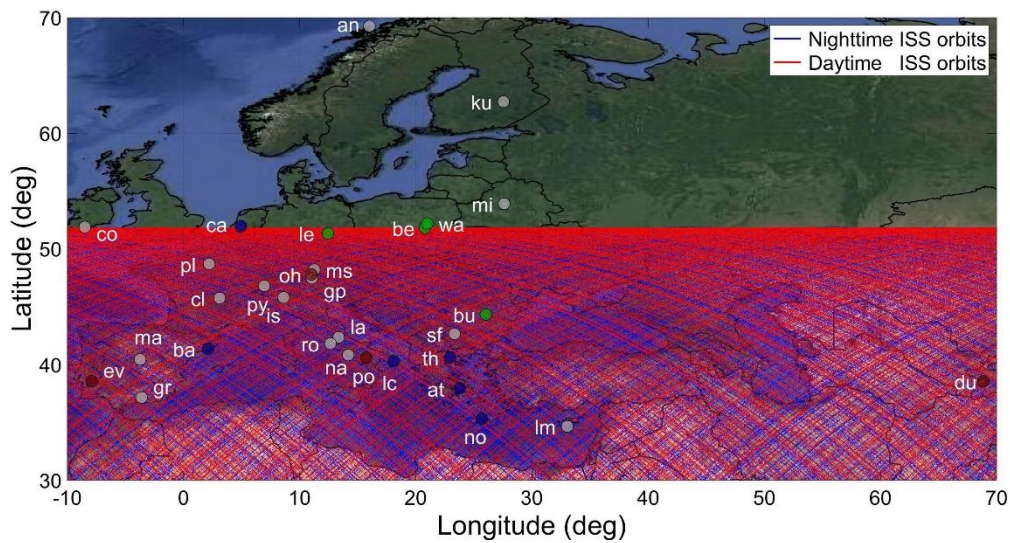 70
an
Nighttime ISS orbits
Daytime ISS orbits
ku
60
mi
50
co
ca
le
be
wa
pl
oh
ms
gp
cl
py
is
bu
ma
la
sf
ba
ro
th
40
na
po
lc
ev
gr
at
du
no
lm
30
-10
0
10
20
30
40
50
60
70
Latitude (deg)
Longitude (deg)